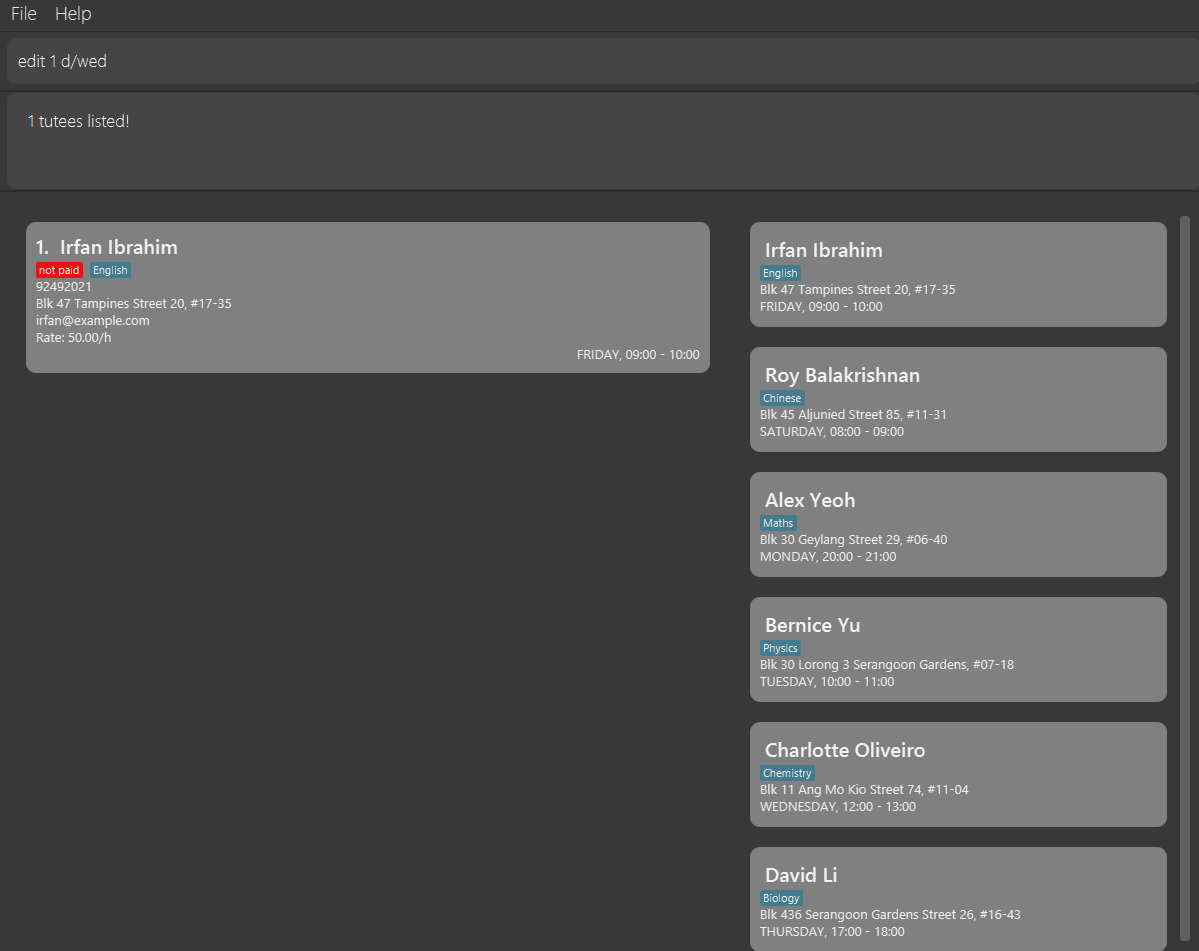 File Help
edit 1 d/wed
1 tutees listed!
1. Irfan Ibrahim
not paid English
92492021
Blk 47 Tampines Street 20, #17-35
irfan@example.com
Rate: 50.00/h
FRIDAY, 09:00 - 10:00
Irfan Ibrahim
English
Blk 47 Tampines Street 20, #17-35
FRIDAY, 09:00 - 10:00
Roy Balakrishnan
Chinese
Blk 45 Aljunied Street 85, #11-31
SATURDAY, 08:00 - 09:00
Alex Yeoh
Maths
Blk 30 Geylang Street 29, #06-40
MONDAY, 20:00 - 21:00
Bernice Yu
Physics
Blk 30 Lorong 3 Serangoon Gardens, #07-18
TUESDAY, 10:00 - 11:00
Charlotte Oliveiro
Chemistry
Blk 11 Ang Mo Kio Street 74, #11-04
WEDNESDAY, 12:00 - 13:00
David Li
Biology
Blk 436 Serangoon Gardens Street 26, #16-43
THURSDAY, 17:00 - 18:00